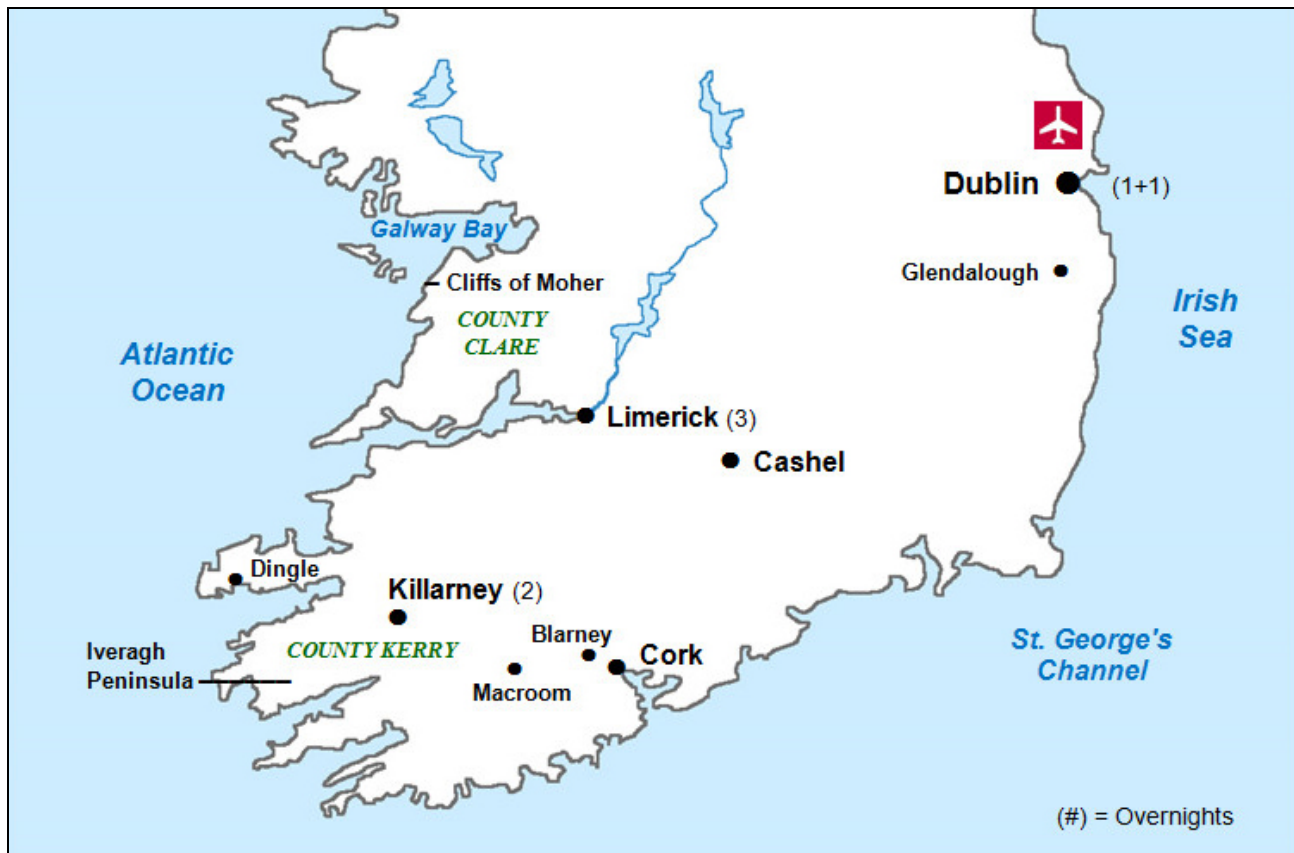 Dublin (1+1)
Galway Bay
Glendalough
Cliffs of Moher
Irish
Sea
COUNTY
CLARE
Atlantic
Ocean
Limerick (3)
Cashel
Dingle
Killarney (2)
Blarney
COUNTY KERRY
Cork
Iveragh
Peninsula
Macroom
St. George's
Channel
(#) = Overnights